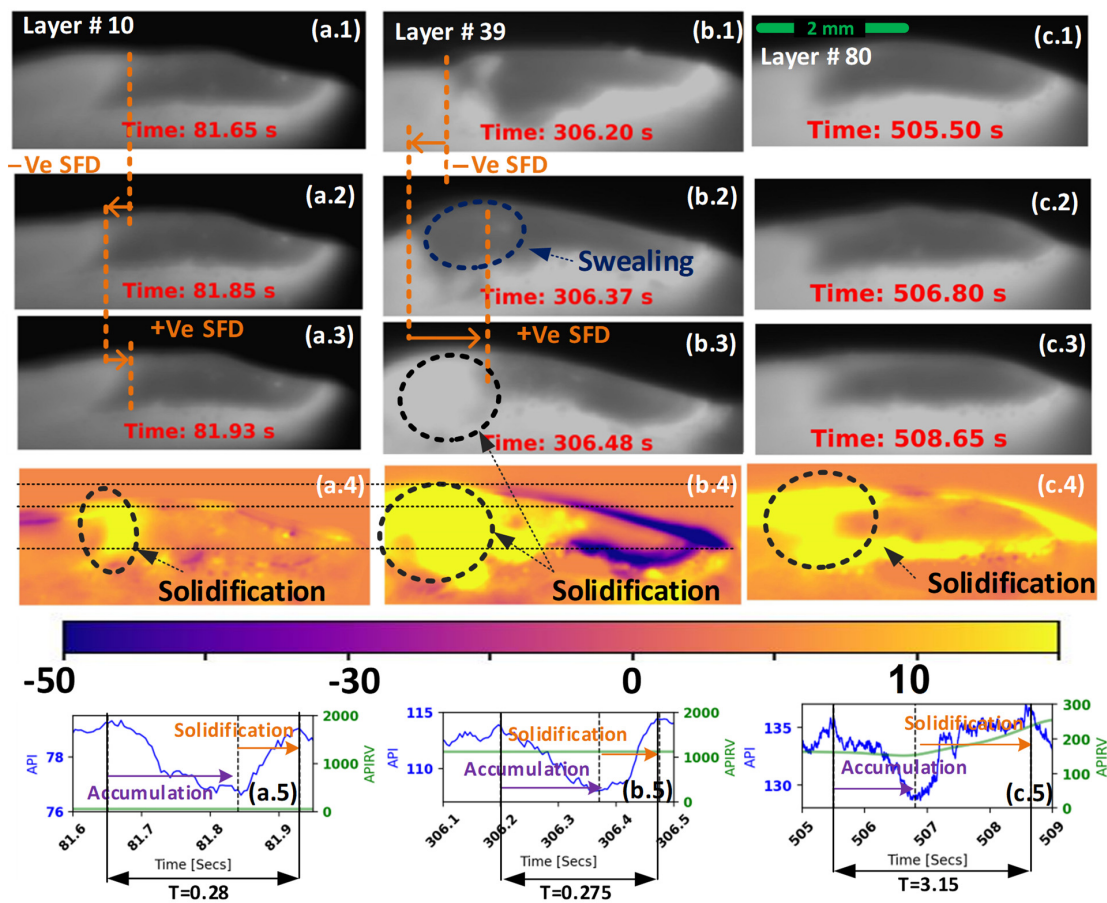 Layer # 10
(a.1)
Time: 81.65 s
Layer # 39
(b.1)
Time: 306.20 s
2 mm
(c.1)
Layer # 80
Time: 505.50 s
−Ve SFD
−Ve SFD
(a.2)
Time: 81.85 s
(b.2)
Swealing
Time: 306.37 s
(c.2)
Time: 506.80 s
+Ve SFD
+Ve SFD
(a.3)
Time: 81.93 s
(b.3)
Time: 306.48 s
(c.3)
Time: 508.65 s
(a.4)
Solidification
(b.4)
Solidification
(c.4)
Solidification
-50
-30
0
10
API
78
76
Solidification
Accumulation
(a.5)
2000
1000
0
APIRV
81.6
81.7
81.8
81.9
Time [Secs]
T=0.28
API
115
110
Solidification
Accumulation
(b.5)
2000
1000
0
APIRV
306.1
306.2
306.3
306.4
306.5
Time [Secs]
T=0.275
API
135
130
Solidification
Accumulation
(c.5)
300
200
100
0
APIRV
505
506
507
508
509
Time [Secs]
T=3.15